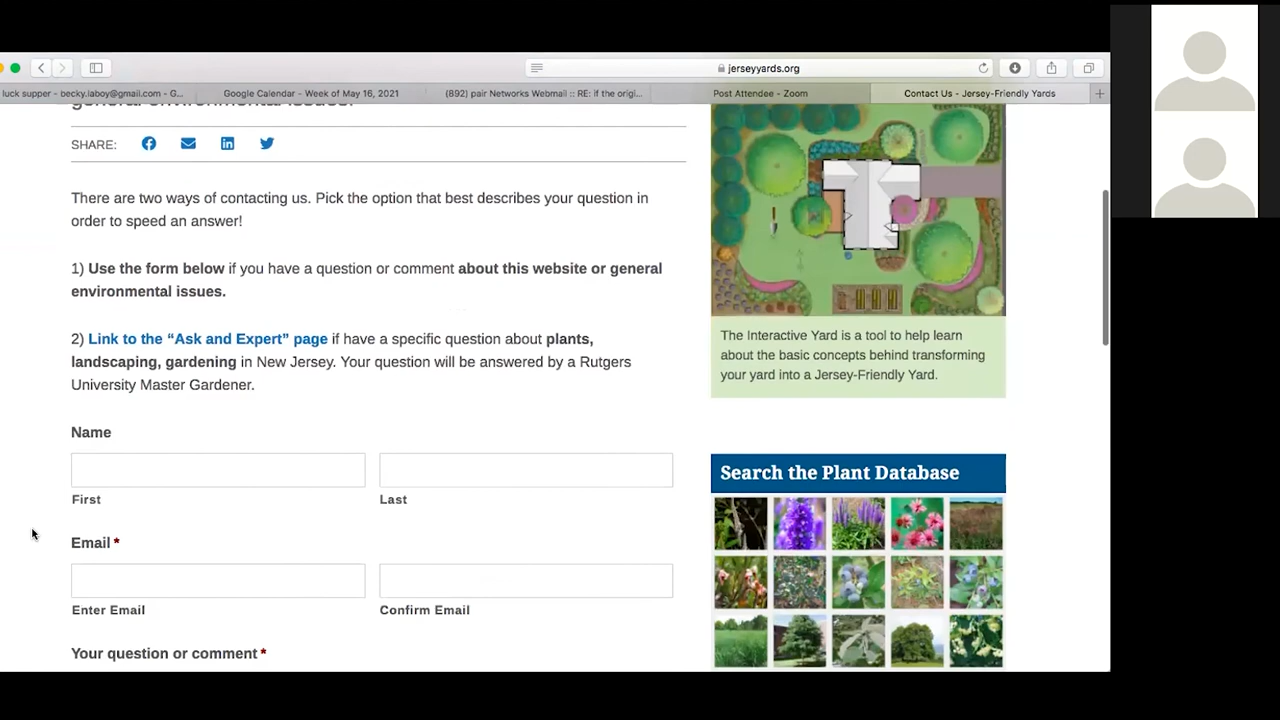 jerseyyards.org
luck supper - becky.laboy@gmail.com - G...
Google Calendar - Week of May 16, 2021
(892) pair Networks Webmail :: RE: if the origi...
Post Attendee - Zoom
Contact Us - Jersey-Friendly Yards
general environmental issues.
SHARE:
There are two ways of contacting us. Pick the option that best describes your question in
order to speed an answer!
1) Use the form below if you have a question or comment about this website or general
environmental issues.
2) Link to the “Ask and Expert” page if have a specific question about plants,
landscaping, gardening in New Jersey. Your question will be answered by a Rutgers
University Master Gardener.
Name
First
Last
Email *
Enter Email
Confirm Email
Your question or comment *
The Interactive Yard is a tool to help learn
about the basic concepts behind transforming
your yard into a Jersey-Friendly Yard.
Search the Plant Database